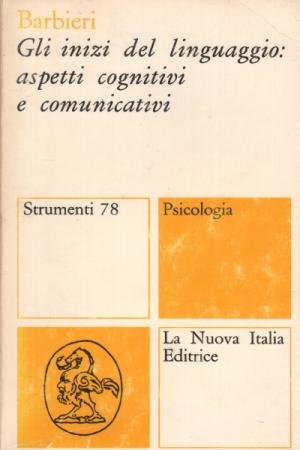 Barbieri
Gli inizi del linguaggio:
aspetti cognitivi
e comunicativi
Strumenti 78
Psicologia
La Nuova Italia
Editrice